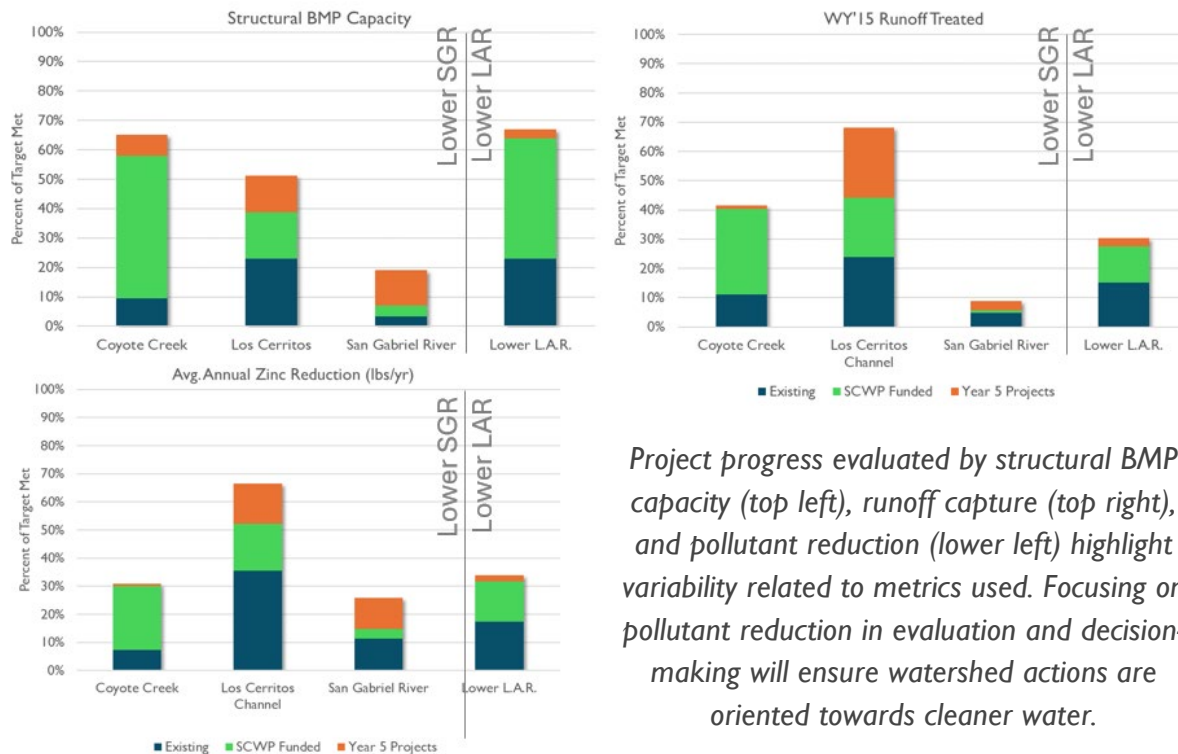 Structural BMP Capacity
100%
90%
80%
70%
60%
50%
40%
30%
20%
10%
0%
Percent of Target Met
Lower SGR
Lower LAR
Coyote Creek
Los Cerritos
San Gabriel River
Lower L.A.R.
WY'15 Runoff Treated
100%
90%
80%
70%
60%
50%
40%
30%
20%
10%
0%
Percent of Target Met
Lower SGR
Lower LAR
Coyote Creek
Los Cerritos
Channel
San Gabriel River
Lower L.A.R.
Existing
SCWP Funded
Year 5 Projects
Avg. Annual Zinc Reduction (lbs/yr)
100%
90%
80%
70%
60%
50%
40%
30%
20%
10%
0%
Percent of Target Met
Lower SGR
Lower LAR
Coyote Creek
Los Cerritos
Channel
San Gabriel River
Lower L.A.R.
Existing
SCWP Funded
Year 5 Projects
Project progress evaluated by structural BMP
capacity (top left), runoff capture (top right),
and pollutant reduction (lower left) highlight
variability related to metrics used. Focusing on
pollutant reduction in evaluation and decision-
making will ensure watershed actions are
oriented towards cleaner water.